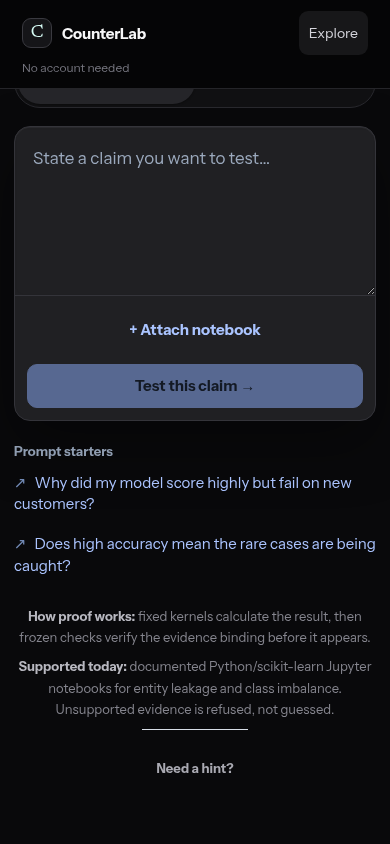 C CounterLab
Explore
No account needed
State a claim you want to test...
+ Attach notebook
Test this claim →
Prompt starters
↗ Why did my model score highly but fail on new
customers?
↗ Does high accuracy mean the rare cases are being
caught?
How proof works: fixed kernels calculate the result, then
frozen checks verify the evidence binding before it appears.
Supported today: documented Python/scikit-learn Jupyter
notebooks for entity leakage and class imbalance.
Unsupported evidence is refused, not guessed.
Need a hint?